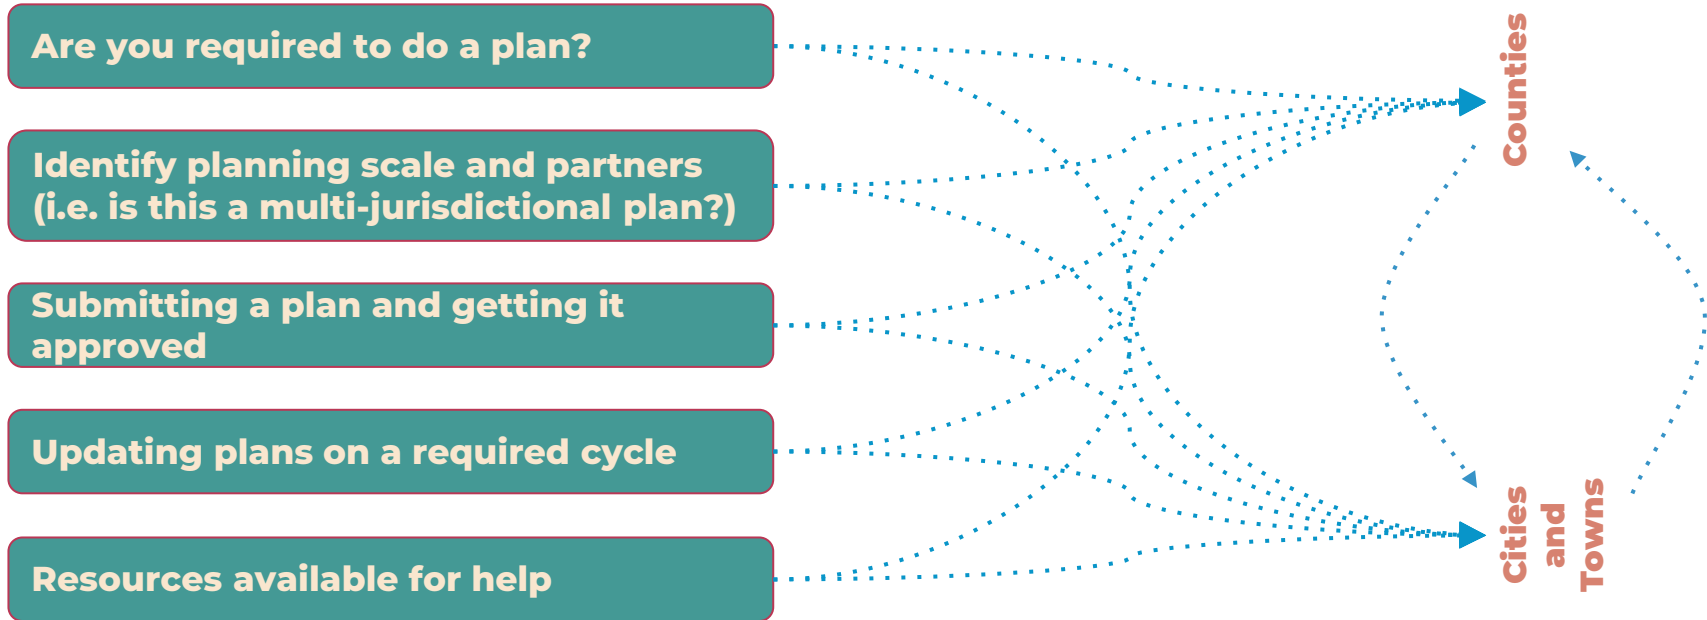 Are you required to do a plan?
Identify planning scale and partners
(i.e. is this a multi-jurisdictional plan?)
Submitting a plan and getting it
approved
Updating plans on a required cycle
Resources available for help
Counties
Cities
and
Towns